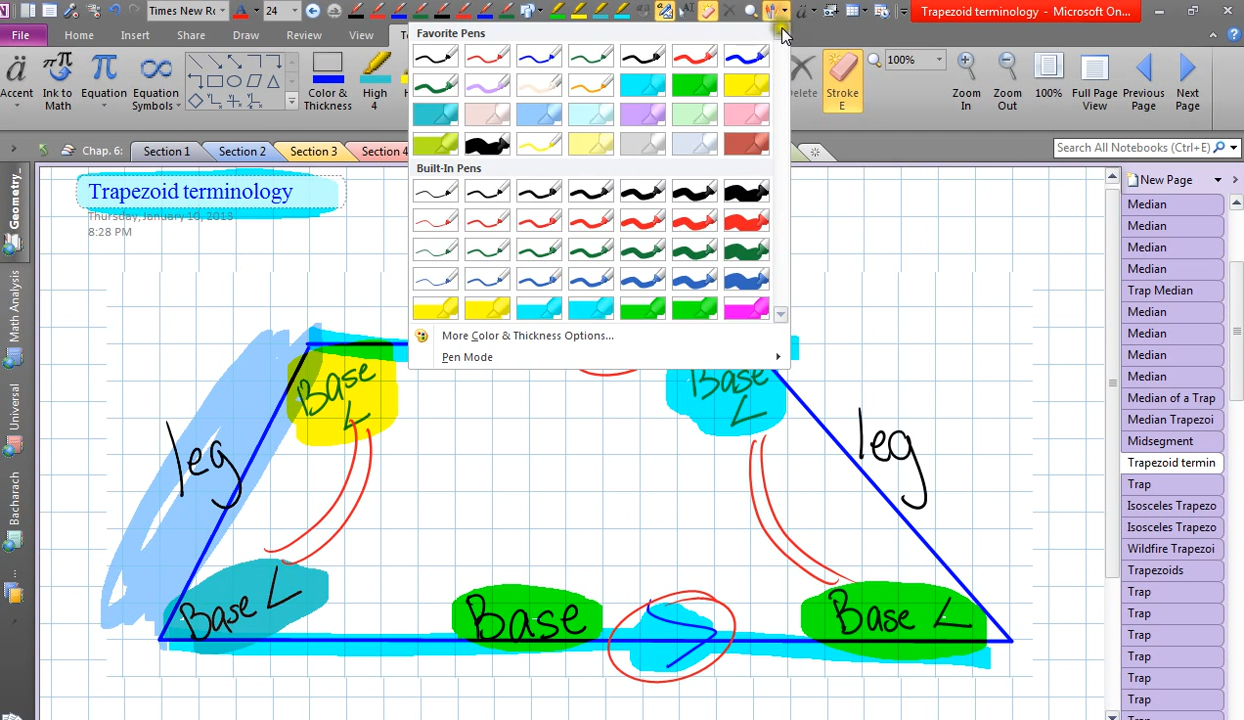 Times New Ro
A
24
Trapezoid terminology - Microsoft On...
File
Home
Insert
Share
Draw
Review
View
Accent
Ink to Math
Equation
Equation Symbols
Color & Thickness
High 4
Delete
Stroke E
100%
Zoom In
Zoom Out
100%
Full Page View
Previous Page
Next Page
Favorite Pens
Built-In Pens
More Color & Thickness Options...
Pen Mode
Chap. 6:
Section 1
Section 2
Section 3
Section 4
Search All Notebooks (Ctrl+E)
Trapezoid terminology
Thursday, January 10, 2013
8:28 PM
Base L
Base L
leg
leg
Base L
Base
Base L
Geometry_
Math Analysis
Universal
Bacharach
New Page
Median
Median
Median
Median
Trap Median
Median
Median
Median
Median
Median of a Trap
Median Trapezoi
Midsegment
Trapezoid termin
Trap
Isosceles Trapezo
Isosceles Trapezo
Wildfire Trapezoi
Trapezoids
Trap
Trap
Trap
Trap
Trap
Trap
Trap